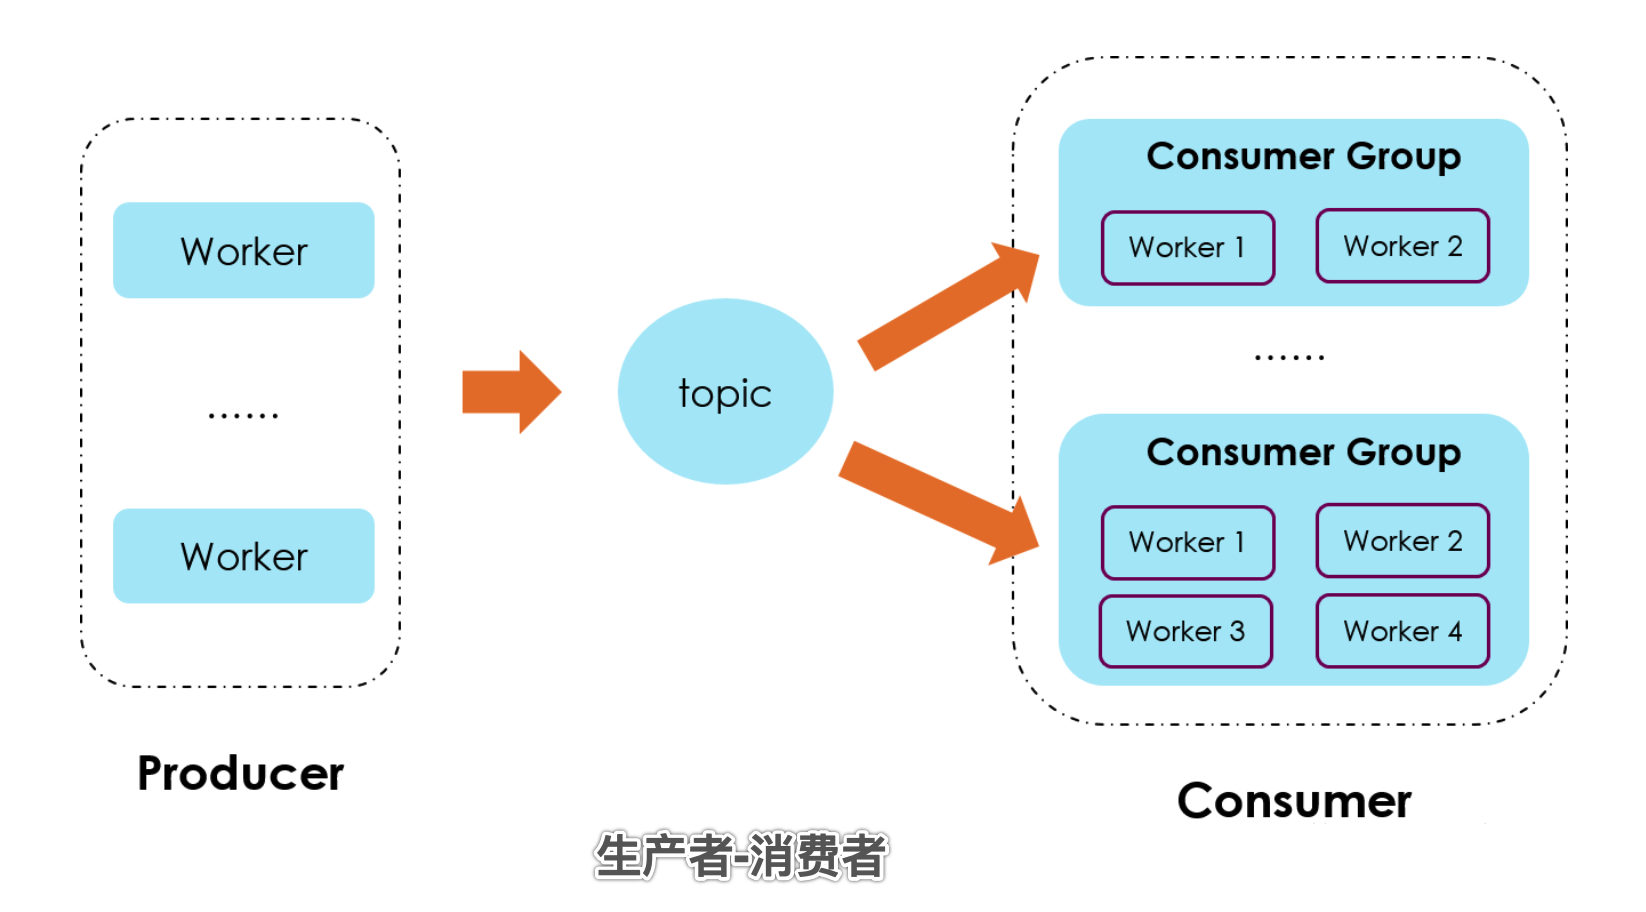 Worker
······
Worker
Producer
topic
Consumer Group
Worker 1
Worker 2
······
Consumer Group
Worker 1
Worker 2
Worker 3
Worker 4
Consumer
生产者-消费者